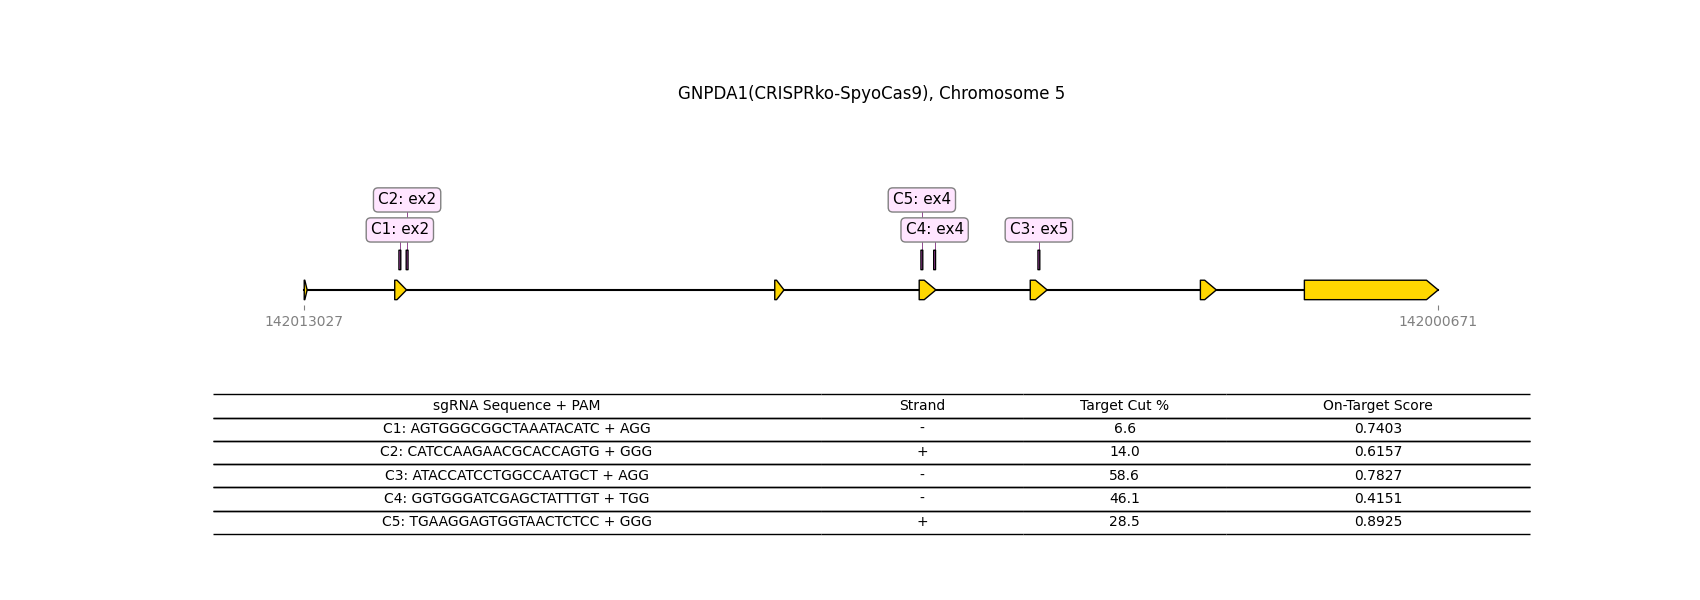 GNPDA1(CRISPRko-SpyoCas9), Chromosome 5
C2: ex2
C5: ex4
C1: ex2
C4: ex4
C3: ex5
142013027
142000671
sgRNA Sequence + PAM Strand Target Cut % On-Target Score
C1: AGTGGGCGGCTAAATACATC + AGG - 6.6 0.7403
C2: CATCCAAGAACGCACCAGTG + GGG + 14.0 0.6157
C3: ATACCATCCTGGCCAATGCT + AGG - 58.6 0.7827
C4: GGTGGGATCGAGCTATTTGT + TGG - 46.1 0.4151
C5: TGAAGGAGTGGTAACTCTCC + GGG + 28.5 0.8925